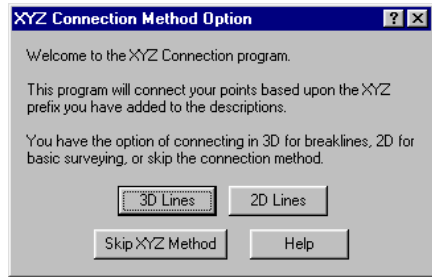 XYZ Connection Method Option
Welcome to the XYZ Connection program.
This program will connect your points based upon the XYZ
prefix you have added to the descriptions.
You have the option of connecting in 3D for breaklines, 2D for
basic surveying, or skip the connection method.
3D Lines
2D Lines
Skip XYZ Method
Help